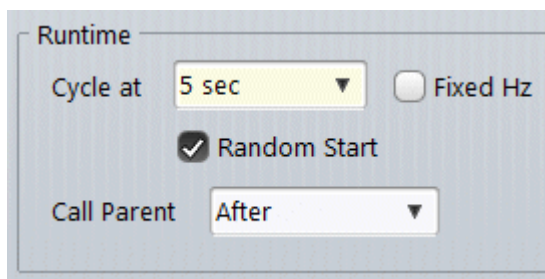 Runtime
Cycle at 5 sec Fixed Hz
Random Start
Call Parent After